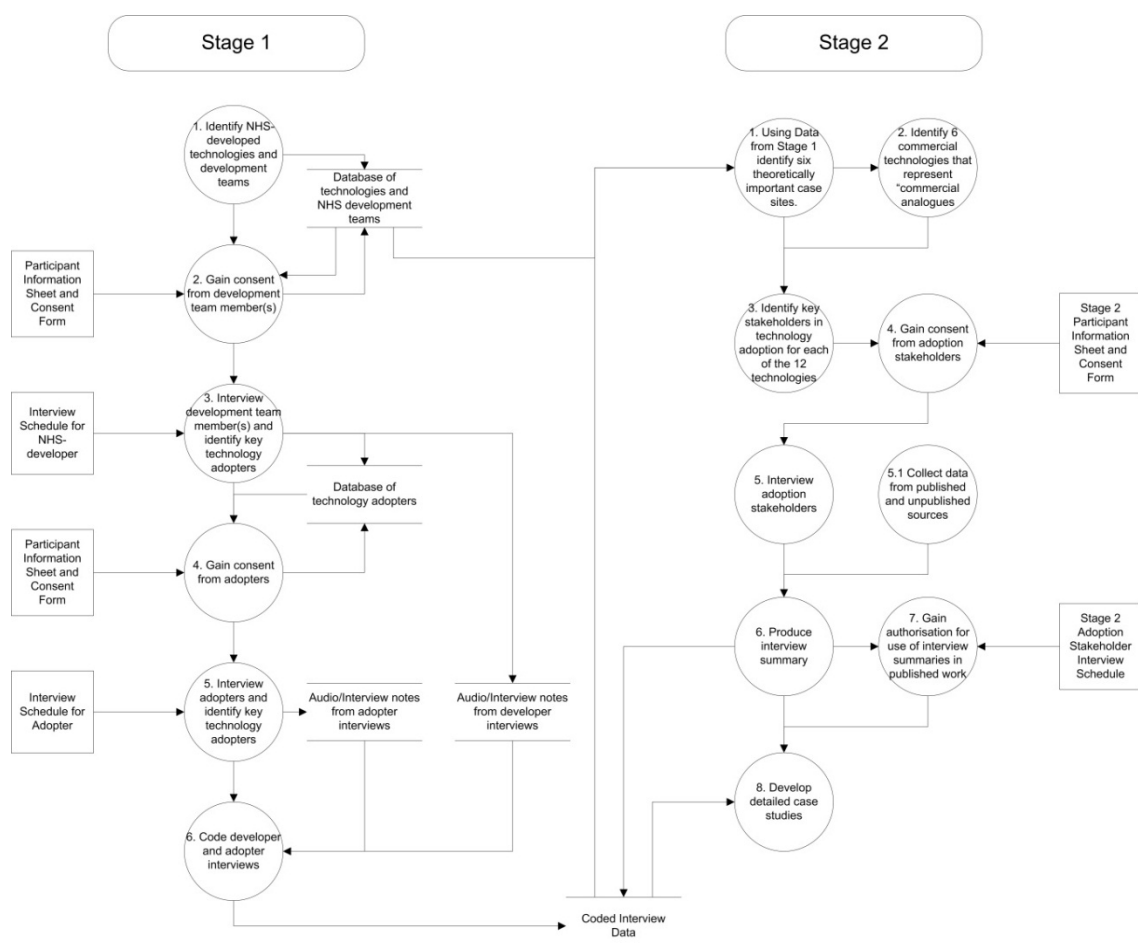 Stage 1
1. Identify NHS-
developed
technologies and
development
teams
Database of
technologies and
NHS development
teams
Participant
Information
Sheet and
Consent
Form
2. Gain consent
from development
team member(s)
Interview
Schedule for
NHS-
developer
3. Interview
development team
member(s) and
identify key
technology
adopters
Database of
technology adopters
Participant
Information
Sheet and
Consent
Form
4. Gain consent
from adopters
Interview
Schedule for
Adopter
5. Interview
adopters and
identify key
technology
adopters
Audio/Interview notes
from adopter
interviews
Audio/Interview notes
from developer
interviews
6. Code developer
and adopter
interviews
Coded Interview
Data
Stage 2
1. Using Data
from Stage 1
identify six
theoretically
important case
sites.
2. Identify 6
commercial
technologies that
represent
“commercial
analogues
3. Identify key
stakeholders in
technology
adoption for each
of the 12
technologies
4. Gain consent
from adoption
stakeholders
Stage 2
Participant
Information
Sheet and
Consent
Form
5. Interview
adoption
stakeholders
5.1 Collect data
from published
and unpublished
sources
6. Produce
interview
summary
7. Gain
authorisation for
use of interview
summaries in
published work
Stage 2
Adoption
Stakeholder
Interview
Schedule
8. Develop
detailed case
studies